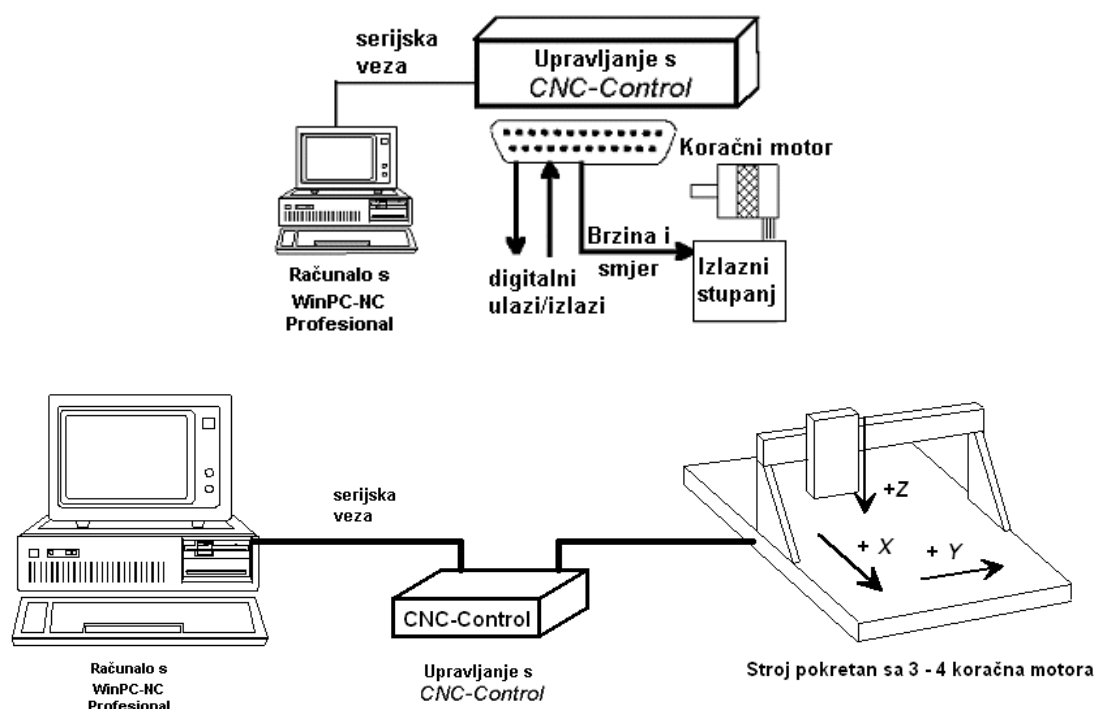 serijska
veza
Upravljanje s
CNC-Control
Koračni motor
Brzina i
smjer
Izlazni
stupanj
digitalni
ulazi/izlazi
Računalo s
WinPC-NC
Profesional
serijska
veza
CNC-Control
+Z
+ X
+ Y
Računalo s
WinPC-NC
Profesional
Upravljanje s
CNC-Control
Stroj pokretan sa 3 - 4 koračna motora